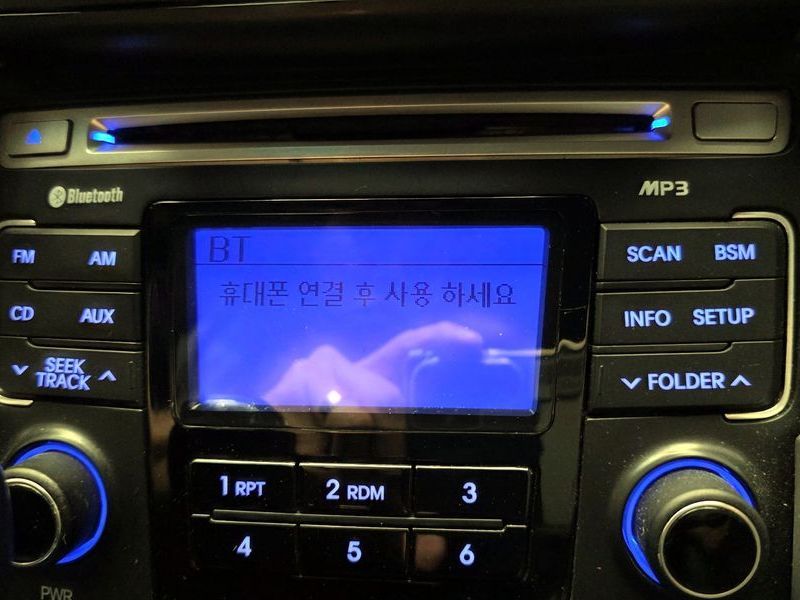 Bluetooth
MP3
FM
AM
CD
AUX
SEEK
TRACK
BT
휴대폰 연결 후 사용 하세요
SCAN
BSM
INFO
SETUP
FOLDER
1 RPT
2 RDM
3
4
5
6
PWR